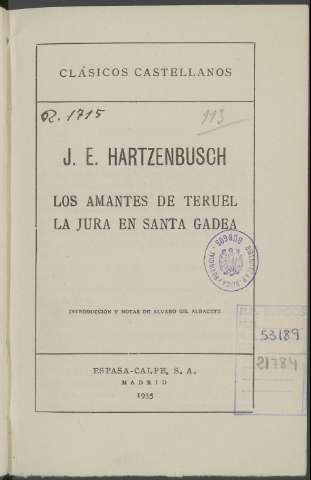 CLÁSICOS CASTELLANOS
R. 1715
113
J. E. HARTZENBUSCH
LOS AMANTES DE TERUEL
LA JURA EN SANTA GADEA
BURGOS
INTRODUCCIÓN Y NOTAS DE ALVARO GIL ALBACETE
53189
21784
ESPASA-CALPE, S. A.
MADRID
1935